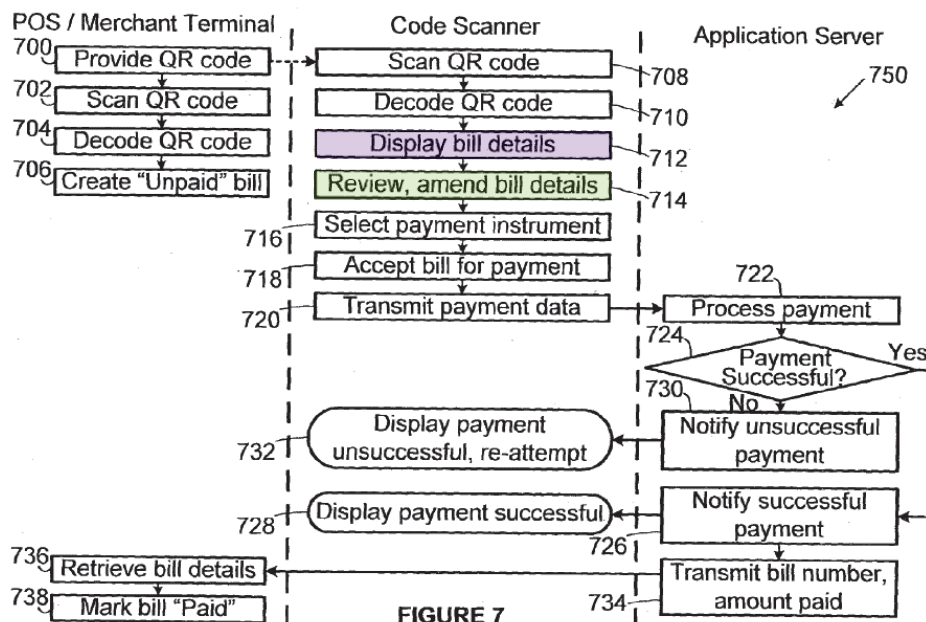 POS / Merchant Terminal
Code Scanner
Application Server
700
Provide QR code
Scan QR code
708
750
702
Scan QR code
Decode QR code
710
704
Decode QR code
Display bill details
712
706
Create "Unpaid" bill
Review, amend bill details
714
716
Select payment instrument
718
Accept bill for payment
722
720
Transmit payment data
Process payment
724
Payment
Successful?
Yes
730
No
732
Display payment
unsuccessful, re-attempt
Notify unsuccessful
payment
728
Display payment successful
Notify successful
payment
726
736
Retrieve bill details
Transmit bill number,
amount paid
734
738
Mark bill "Paid"
FIGURE 7